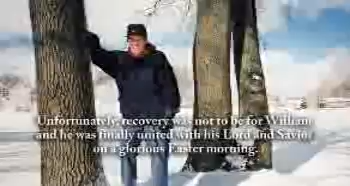 Unfortunately, recovery was not to be for William
and he was finally united with his Lord and Savior
on a glorious Easter morning.